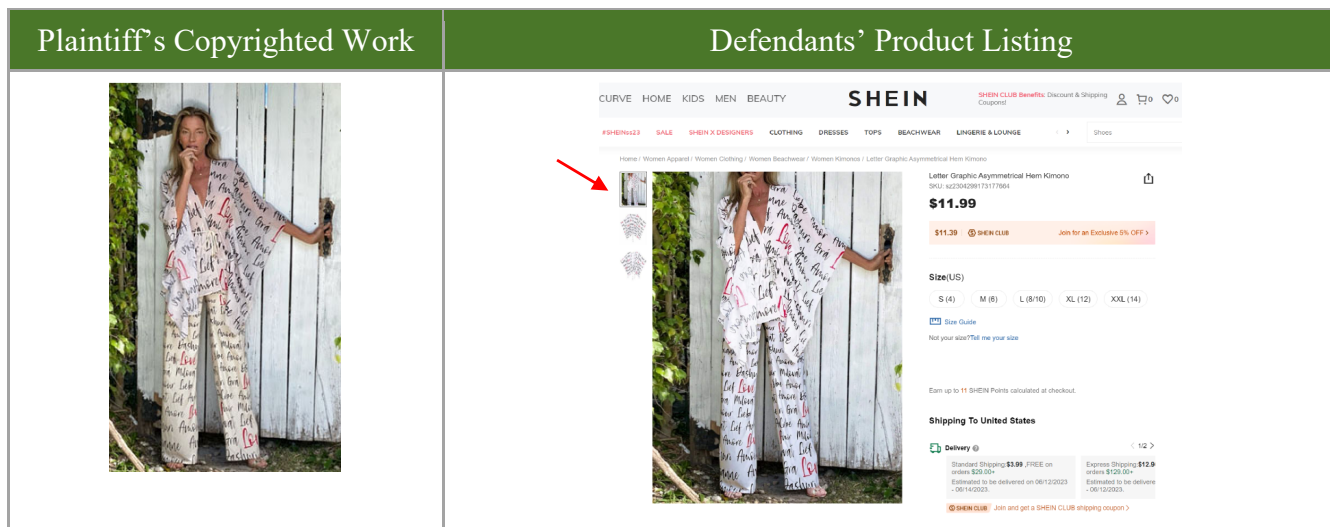 Plaintiff's Copyrighted Work
Defendants' Product Listing
CURVE HOME KIDS MEN BEAUTY
SHEIN
SHEIN CLUB Benefits: Discount & Shipping
Coupons!
0
0
#SHEINss23 SALE SHEIN X DESIGNERS CLOTHING DRESSES TOPS BEACHWEAR LINGERIE & LOUNGE
Shoes
Home / Women Apparel / Women Clothing / Women Beachwear / Women Kimonos / Letter Graphic Asymmetrical Hem Kimono
Letter Graphic Asymmetrical Hem Kimono
SKU: sz2304299173177664
$11.99
$11.39 SHEIN CLUB Join for an Exclusive 5% OFF >
Size(US)
S (4) M (6) L (8/10) XL (12) XXL (14)
Size Guide
Not your size?Tell me your size
Earn up to 11 SHEIN Points calculated at checkout.
Shipping To United States
Delivery
< 1/2 >
Standard Shipping:$3.99 ,FREE on
orders $29.00+
Estimated to be delivered on 06/12/2023
- 06/14/2023.
Express Shipping:$12.9
orders $129.00+
Estimated to be delivere
- 06/12/2023.
SHEIN CLUB Join and get a SHEIN CLUB shipping coupon >
Love
Lief
Amore